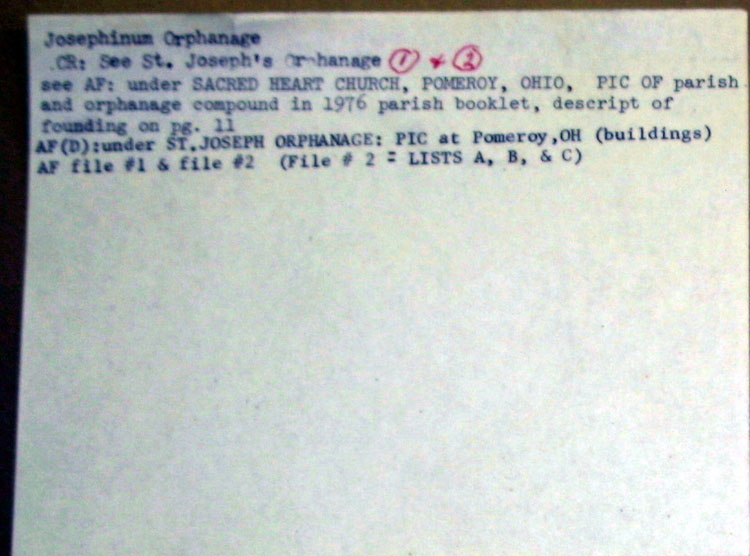 Josephinum Orphanage
CR: See St. Joseph's Orphanage ① & ②
see AF: under SACRED HEART CHURCH, POMEROY, OHIO, PIC OF parish
and orphanage compound in 1976 parish booklet, descript of
founding on pg. 11
AF(D):under ST.JOSEPH ORPHANAGE: PIC at Pomeroy,OH (buildings)
AF file #1 & file #2 (File # 2 = LISTS A, B, & C)